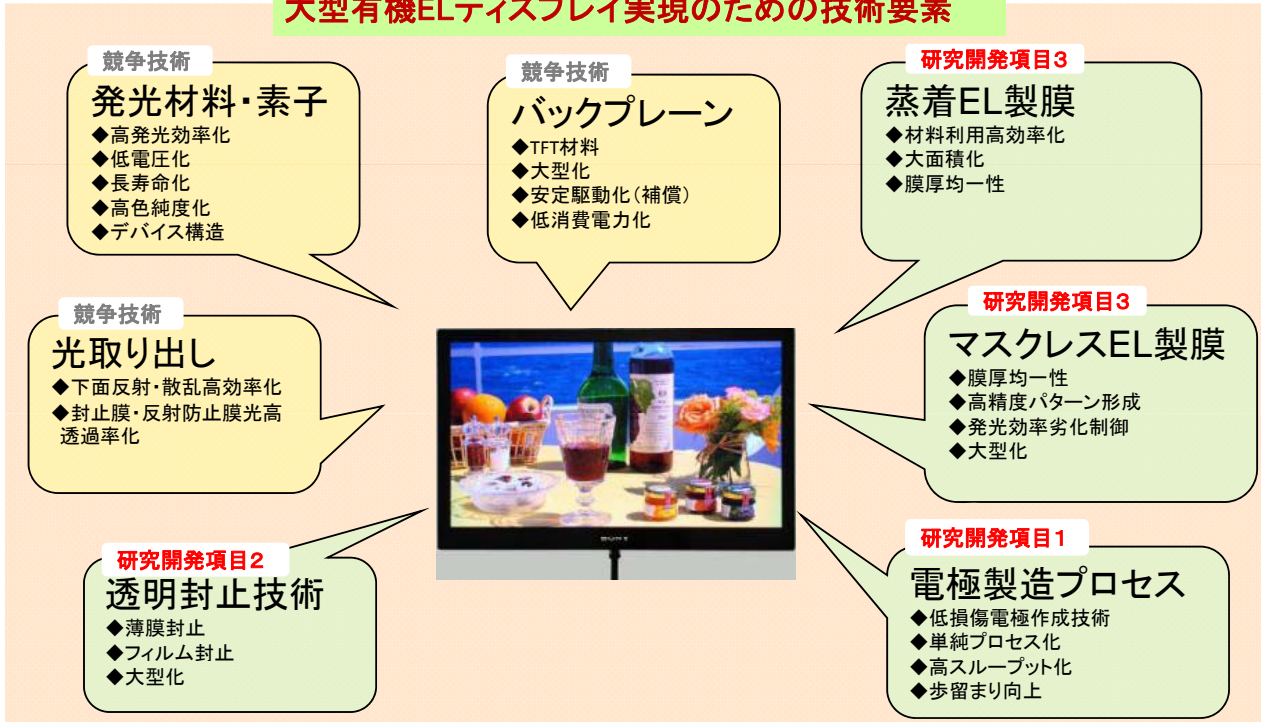 大型有機ELディスプレイ実現のための技術要素
競争技術
発光材料・素子
◆高発光効率化
◆低電圧化
◆長寿命化
◆高色純度化
◆デバイス構造
競争技術
バックプレーン
◆TFT材料
◆大型化
◆安定駆動化(補償)
◆低消費電力化
研究開発項目3
蒸着EL製膜
◆材料利用高効率化
◆大面積化
◆膜厚均一性
競争技術
光取り出し
◆下面反射・散乱高効率化
◆封止膜・反射防止膜光高
透過率化
研究開発項目3
マスクレスEL製膜
◆膜厚均一性
◆高精度パターン形成
◆発光効率劣化制御
◆大型化
SONY
研究開発項目2
透明封止技術
◆薄膜封止
◆フィルム封止
◆大型化
研究開発項目1
電極製造プロセス
◆低損傷電極作成技術
◆単純プロセス化
◆高スループット化
◆歩留まり向上